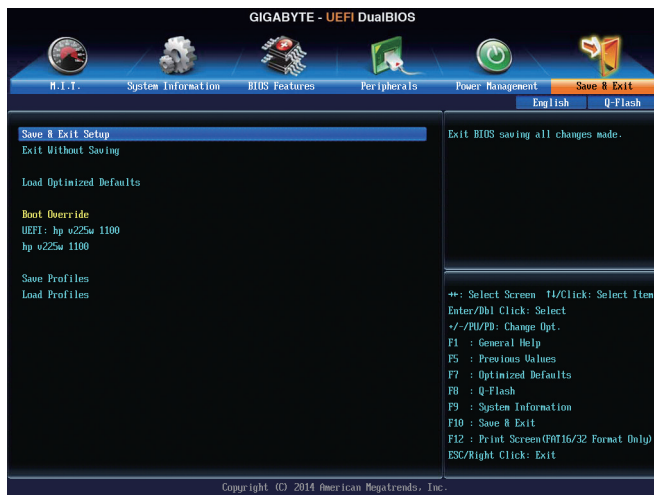 GIGABYTE - UEFI DualBIOS
M.I.T.
System Information
BIOS Features
Peripherals
Power Management
Save & Exit
English
Q-Flash
Save & Exit Setup
Exit Without Saving
Load Optimized Defaults
Boot Override
UEFI: hp v225w 1100
hp v225w 1100
Save Profiles
Load Profiles
Exit BIOS saving all changes made.
→←: Select Screen ↑↓/Click: Select Item
Enter/Dbl Click: Select
+/-/PU/PD: Change Opt.
F1 : General Help
F5 : Previous Values
F7 : Optimized Defaults
F8 : Q-Flash
F9 : System Information
F10 : Save & Exit
F12 : Print Screen(FAT16/32 Format Only)
ESC/Right Click: Exit
Copyright (C) 2014 American Megatrends, Inc.